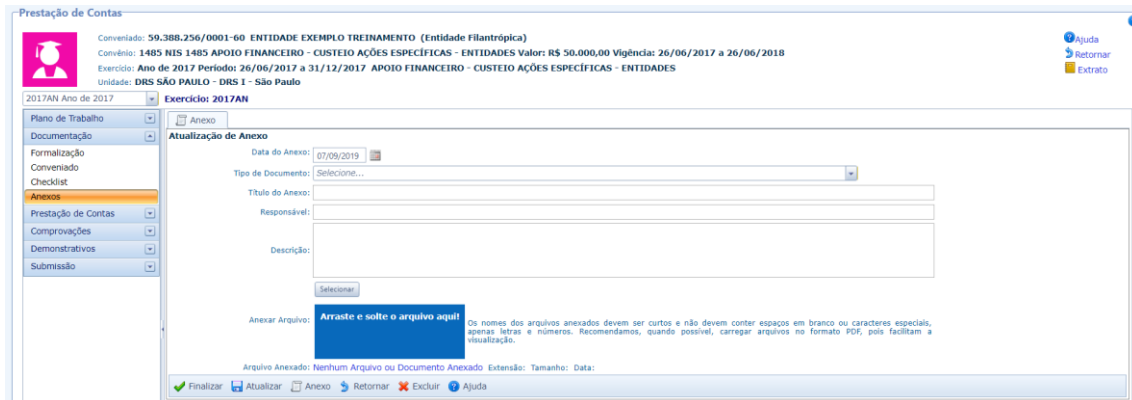 Prestação de Contas
Conveniado: 59.388.256/0001-60 ENTIDADE EXEMPLO TREINAMENTO (Entidade Filantrópica)
Convênio: 1485 NIS 1485 APOIO FINANCEIRO - CUSTEIO AÇÕES ESPECÍFICAS - ENTIDADES Valor: R$ 50.000,00 Vigência: 26/06/2017 a 26/06/2018
Exercício: Ano de 2017 Período: 26/06/2017 a 31/12/2017 APOIO FINANCEIRO - CUSTEIO AÇÕES ESPECÍFICAS - ENTIDADES
Unidade: DRS SÃO PAULO - DRS I - São Paulo
Ajuda
Retornar
Extrato
2017AN Ano de 2017
Exercício: 2017AN
Plano de Trabalho
Documentação
Formalização
Conveniado
Checklist
Anexos
Prestação de Contas
Comprovações
Demonstrativos
Submissão
Anexo
Atualização de Anexo
Data do Anexo: 07/09/2019
Tipo de Documento: Selecione...
Título do Anexo:
Responsável:
Descrição:
Selecionar
Anexar Arquivo: Arraste e solte o arquivo aqui!
Os nomes dos arquivos anexados devem ser curtos e não devem conter espaços em branco ou caracteres especiais,
apenas letras e números. Recomendamos, quando possível, carregar arquivos no formato PDF, pois facilitam a
visualização.
Arquivo Anexado: Nenhum Arquivo ou Documento Anexado Extensão: Tamanho: Data:
Finalizar Atualizar Anexo Retornar Excluir Ajuda